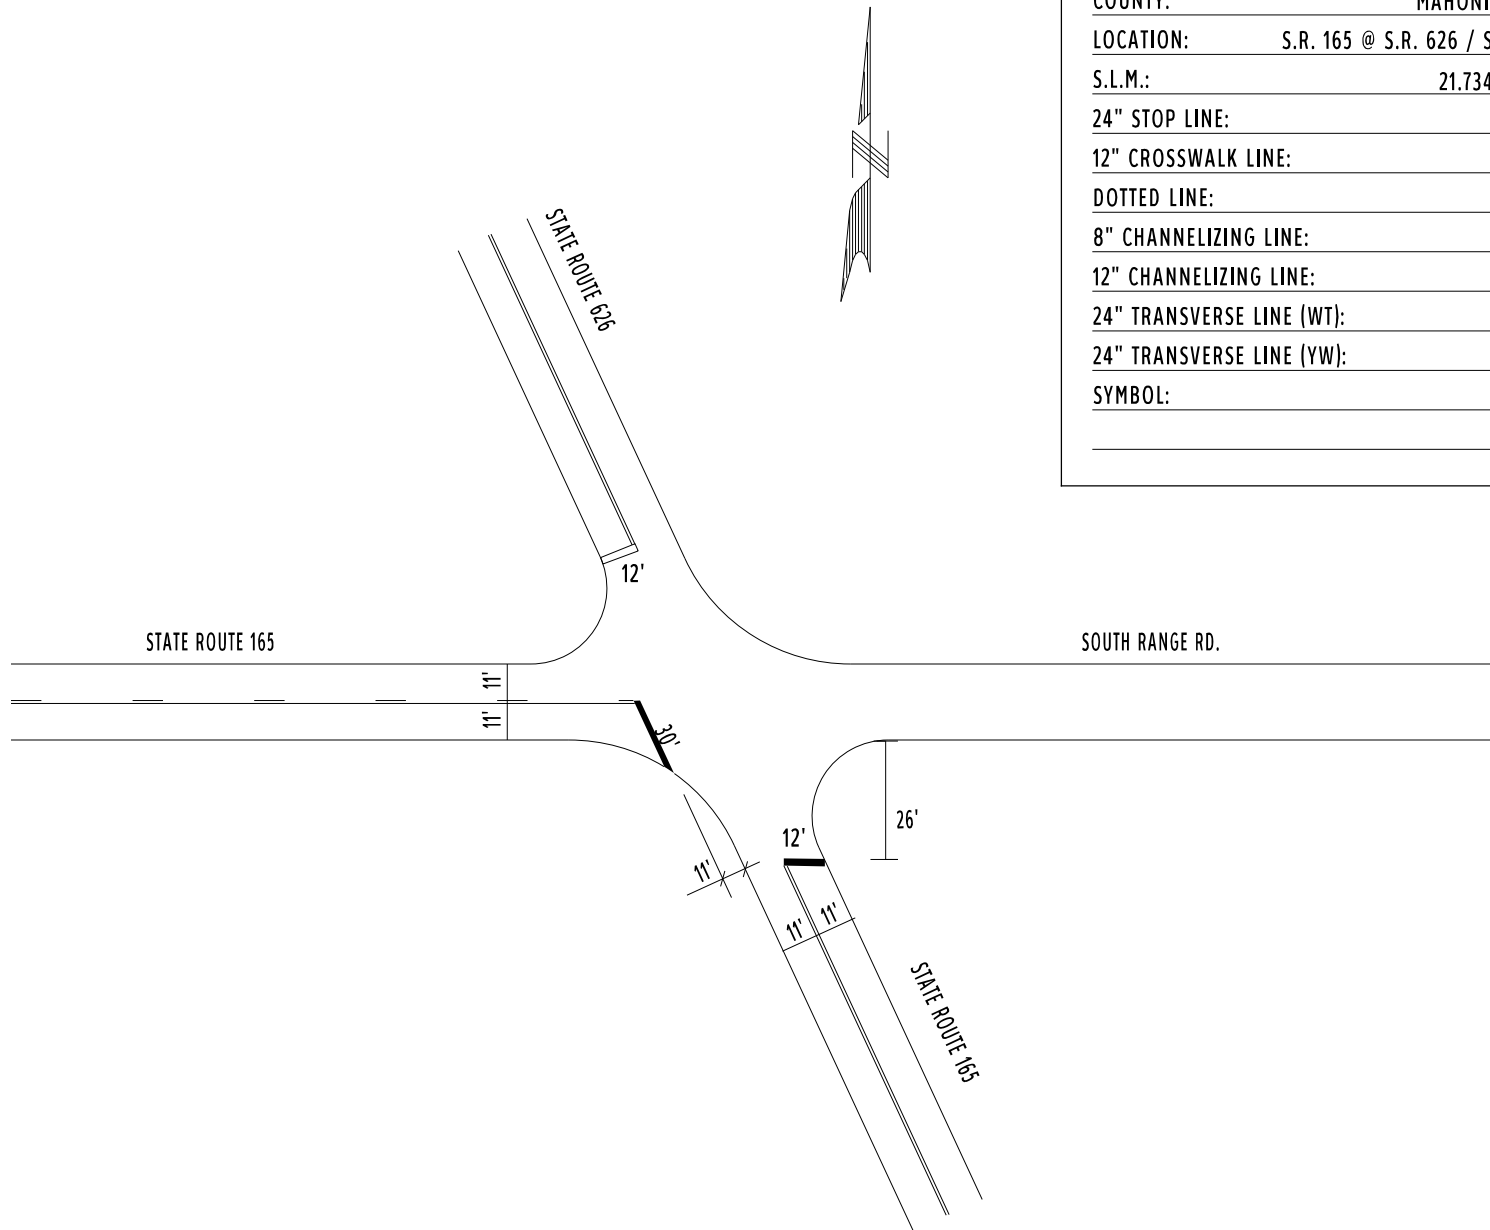 COUNTY:
LOCATION: S.R. 165 @ S.R. 626 /
S.L.M.: 21.734
24" STOP LINE:
12" CROSSWALK LINE:
DOTTED LINE:
8" CHANNELIZING LINE:
12" CHANNELIZING LINE:
24" TRANSVERSE LINE (WT):
24" TRANSVERSE LINE (YW):
SYMBOL:
N
STATE ROUTE 626
12'
STATE ROUTE 165
SOUTH RANGE RD.
11'
11'
30'
12'
26'
11'
11'
11'
STATE ROUTE 165